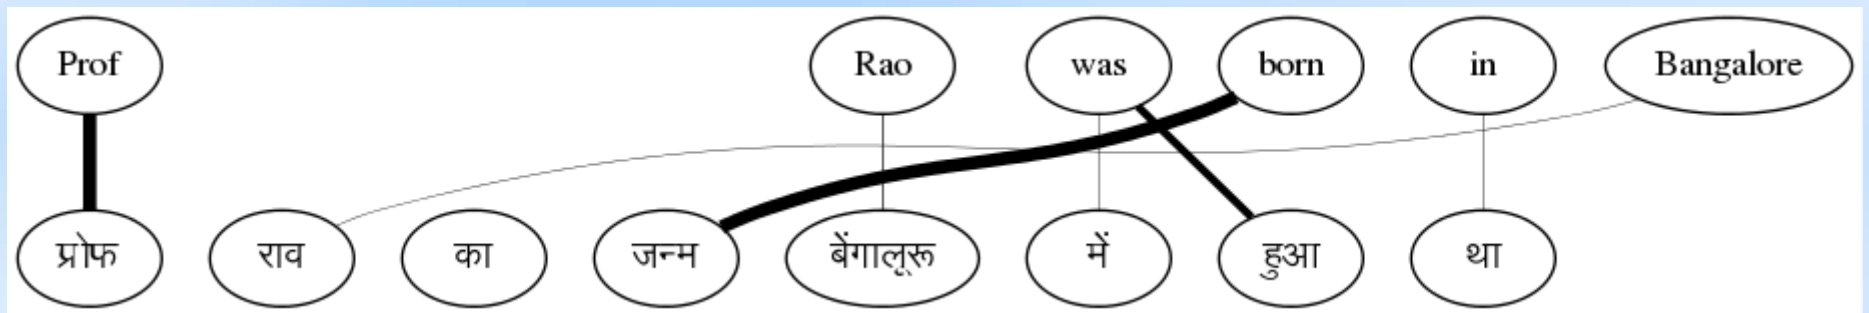 Prof Rao was born in Bangalore
प्रोफ राव का जन्म बेंगालूरू में हुआ था